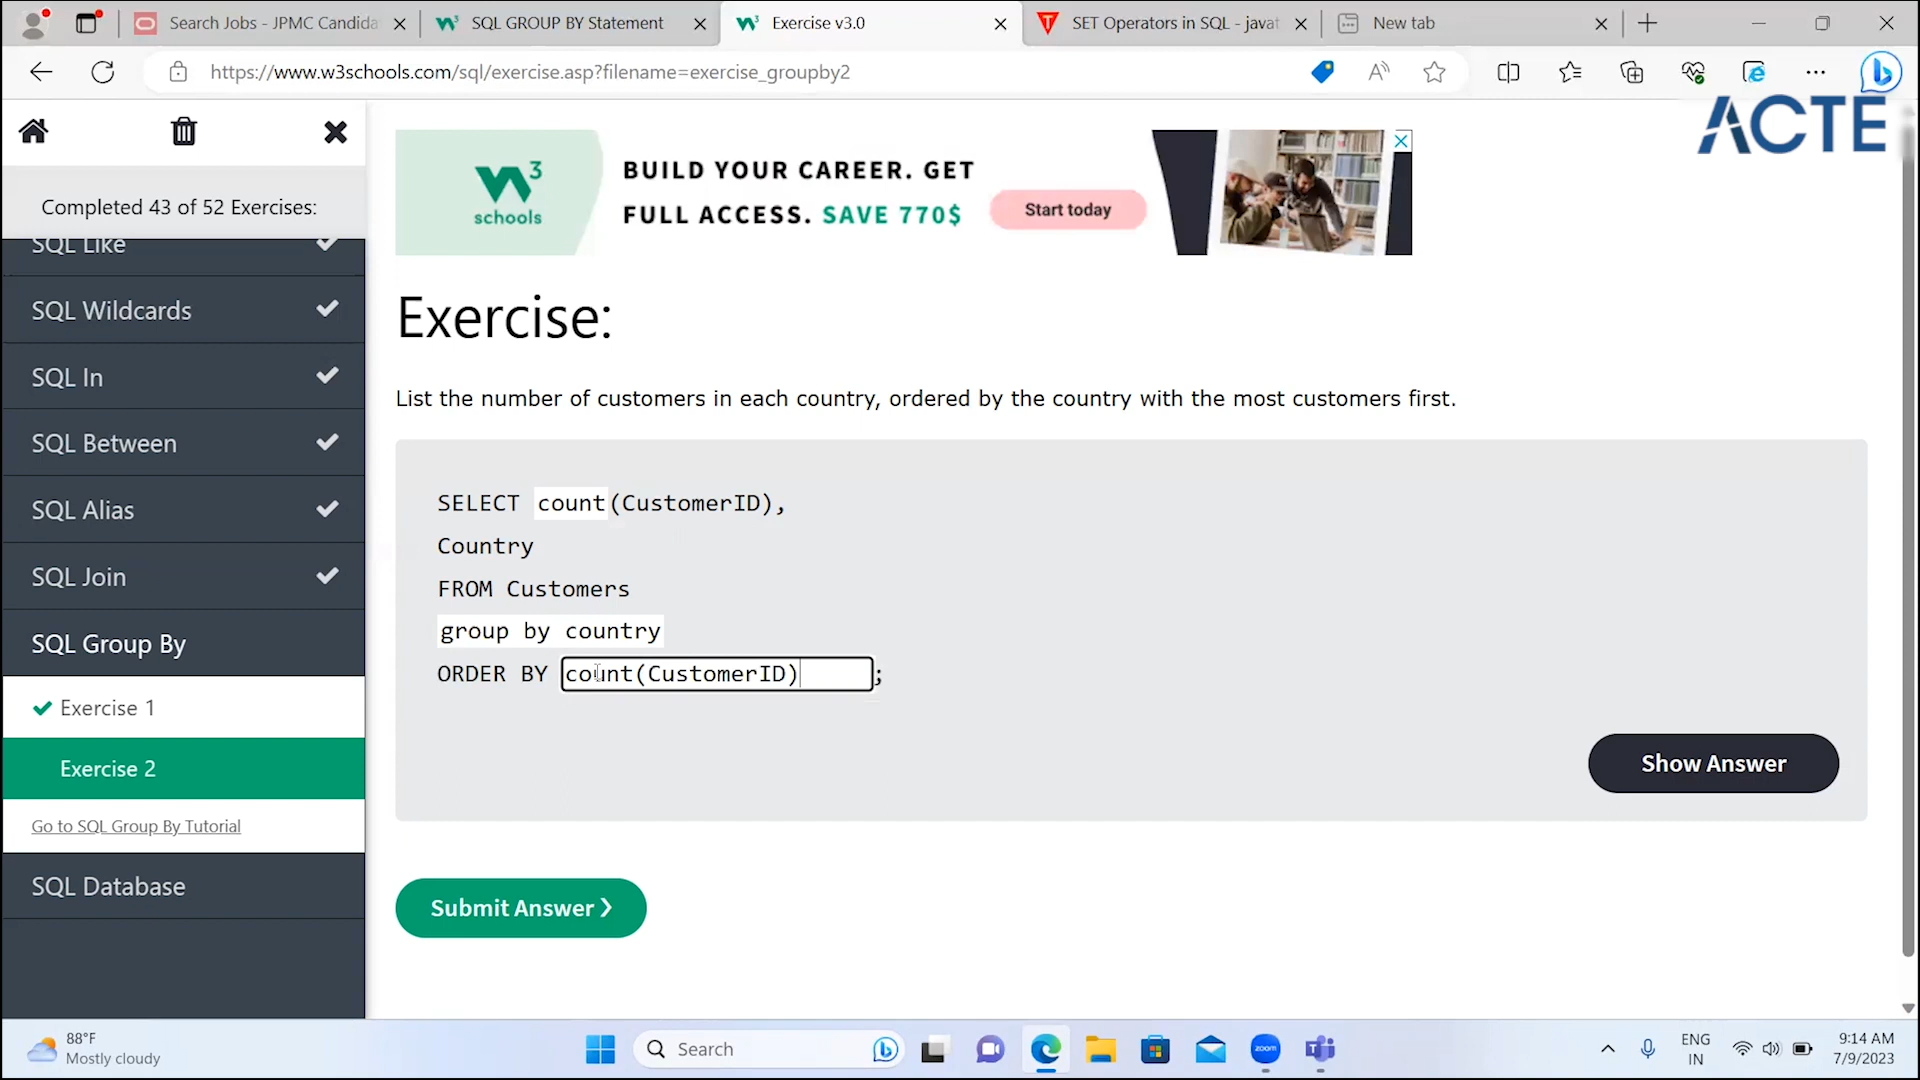 Search Jobs - JPMC Candida
SQL GROUP BY Statement
Exercise v3.0
SET Operators in SQL - javat
New tab
https://www.w3schools.com/sql/exercise.asp?filename=exercise_groupby2
ACTE
Completed 43 of 52 Exercises:
SQL Like
SQL Wildcards
SQL In
SQL Between
SQL Alias
SQL Join
SQL Group By
Exercise 1
Exercise 2
Go to SQL Group By Tutorial
SQL Database
3
schools
BUILD YOUR CAREER. GET
FULL ACCESS. SAVE 770$
Start today
Exercise:
List the number of customers in each country, ordered by the country with the most customers first.
SELECT count(CustomerID),
Country
FROM Customers
group by country
ORDER BY count(CustomerID);
Show Answer
Submit Answer ❯
88°F
Mostly cloudy
Search
zoom
ENG
IN
9:14 AM
7/9/2023